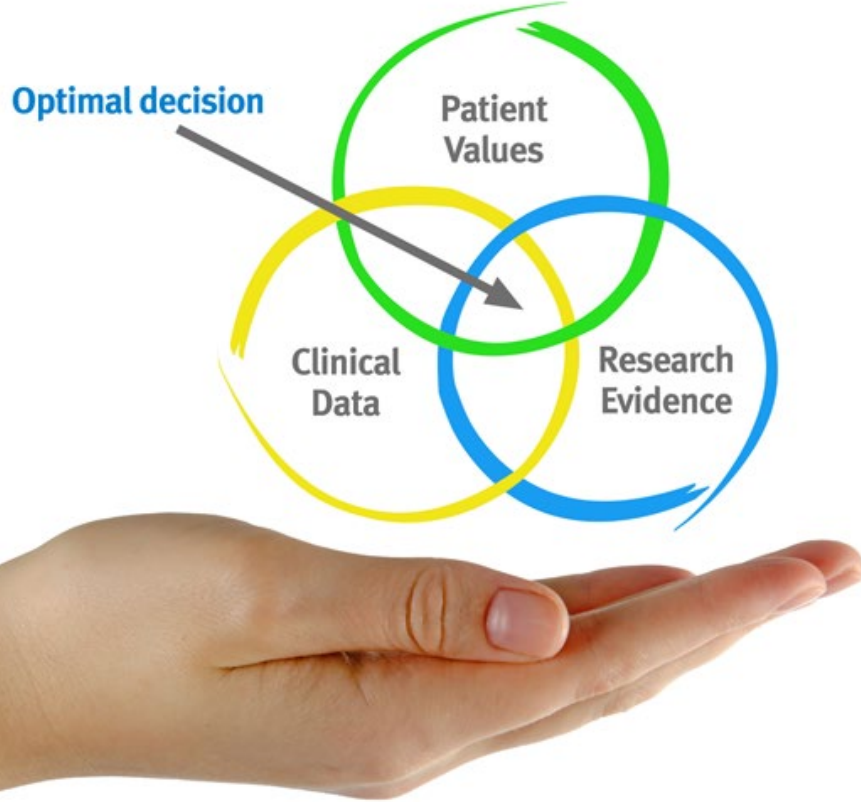 Optimal decision
Patient
Values
Clinical
Data
Research
Evidence